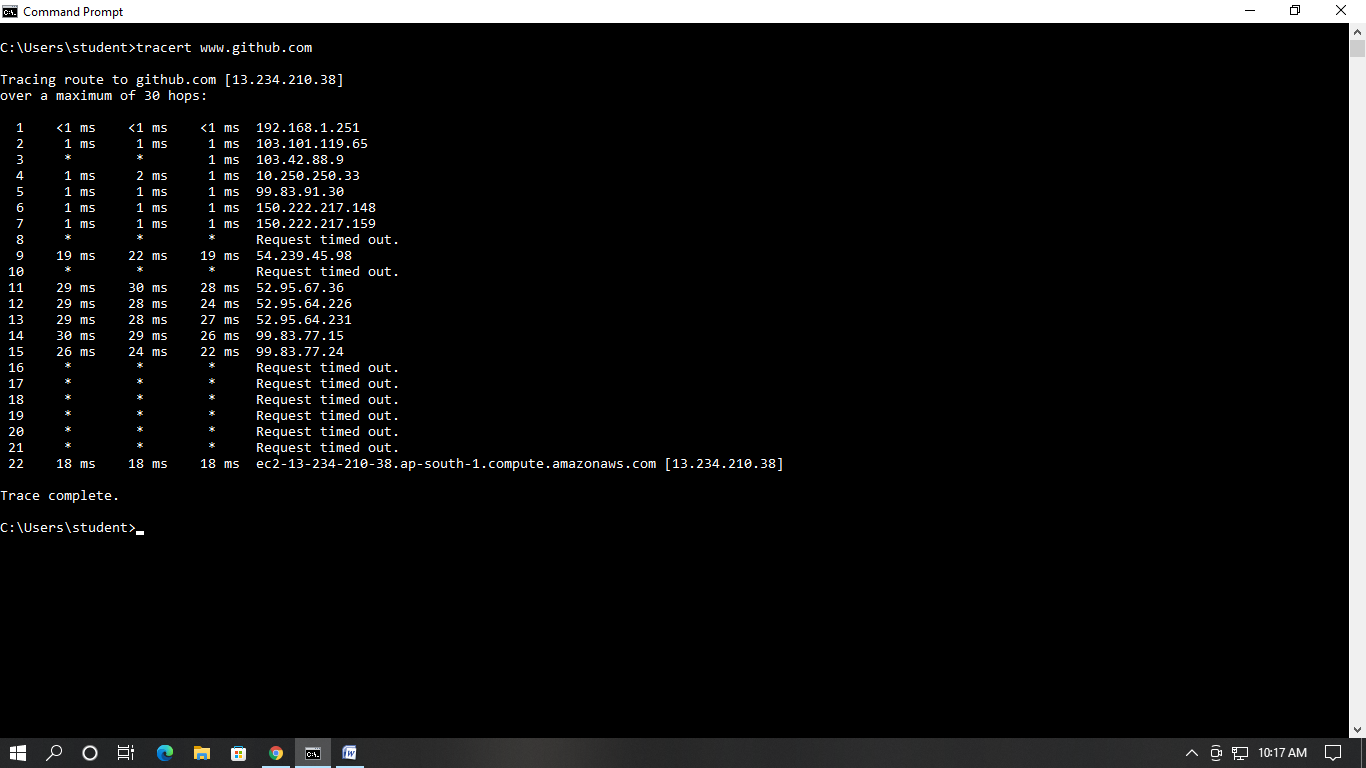 Command Prompt
C:\Users\student>tracert www.github.com
Tracing route to github.com [13.234.210.38]
over a maximum of 30 hops:
1 <1 ms <1 ms <1 ms 192.168.1.251
2 1 ms 1 ms 1 ms 103.101.119.65
3 * * 1 ms 103.42.88.9
4 1 ms 2 ms 1 ms 10.250.250.33
5 1 ms 1 ms 1 ms 99.83.91.30
6 1 ms 1 ms 1 ms 150.222.217.148
7 1 ms 1 ms 1 ms 150.222.217.159
8 * * * Request timed out.
9 19 ms 22 ms 19 ms 54.239.45.98
10 * * * Request timed out.
11 29 ms 30 ms 28 ms 52.95.67.36
12 29 ms 28 ms 24 ms 52.95.64.226
13 29 ms 28 ms 27 ms 52.95.64.231
14 30 ms 29 ms 26 ms 99.83.77.15
15 26 ms 24 ms 22 ms 99.83.77.24
16 * * * Request timed out.
17 * * * Request timed out.
18 * * * Request timed out.
19 * * * Request timed out.
20 * * * Request timed out.
21 * * * Request timed out.
22 18 ms 18 ms 18 ms ec2-13-234-210-38.ap-south-1.compute.amazonaws.com [13.234.210.38]
Trace complete.
C:\Users\student>
10:17 AM